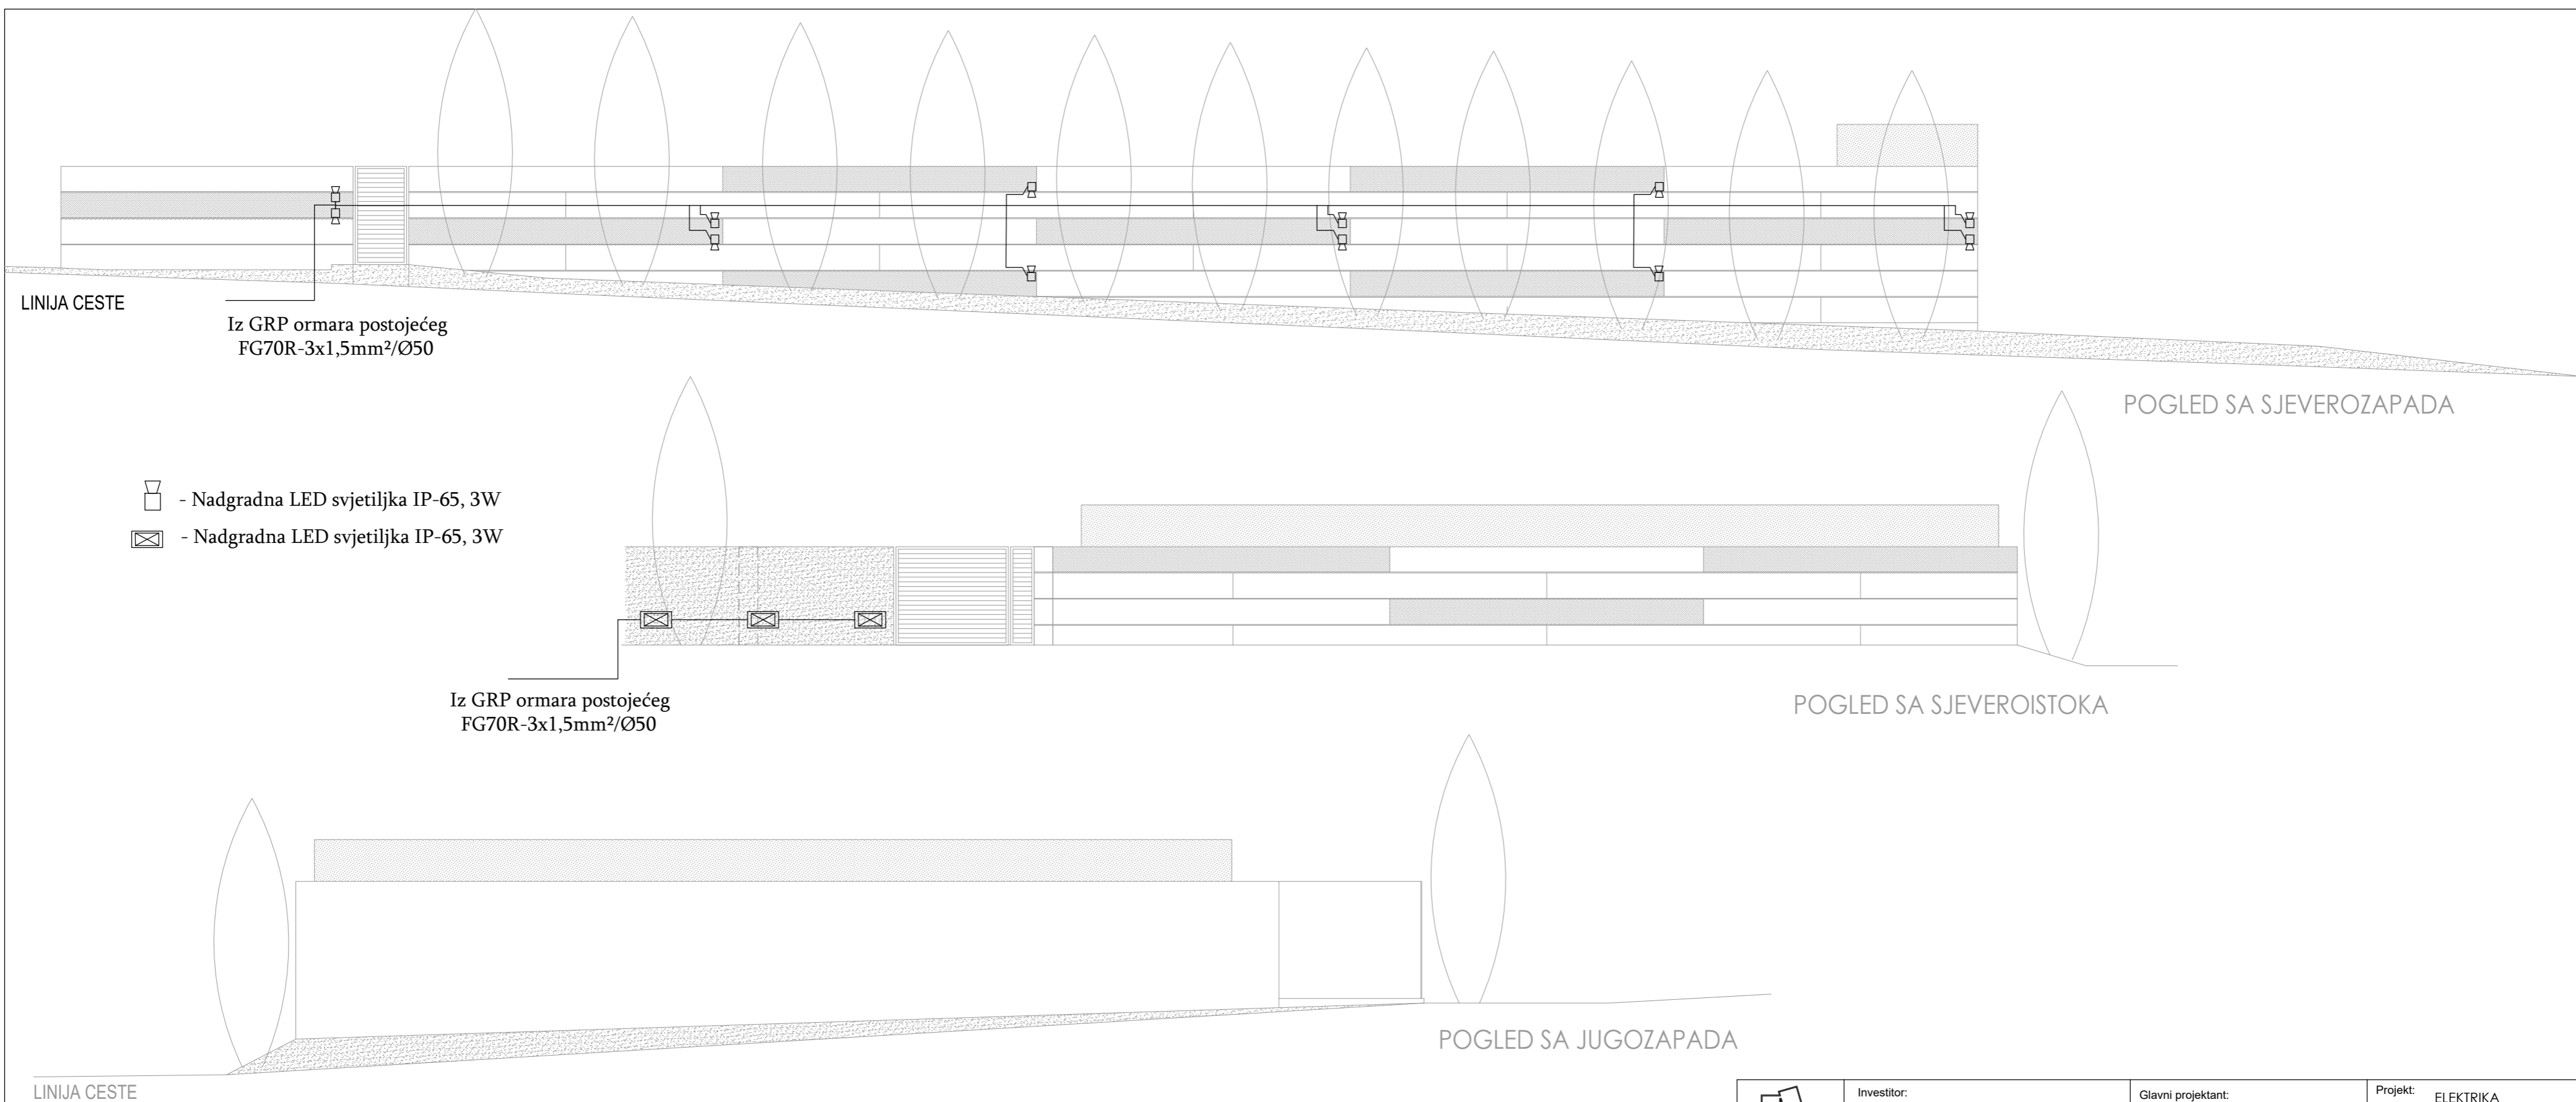 LINIJA CESTE
Iz GRP ormara postojećeg
FG70R-3x1,5mm²/Ø50
POGLED SA SJEVEROZAPADA
- Nadgradna LED svjetiljka IP-65, 3W
- Nadgradna LED svjetiljka IP-65, 3W
Iz GRP ormara postojećeg
FG70R-3x1,5mm²/Ø50
POGLED SA SJEVEROISTOKA
POGLED SA JUGOZAPADA
LINIJA CESTE
Investitor:
Glavni projektant:
Projekt: ELEKTRIKA